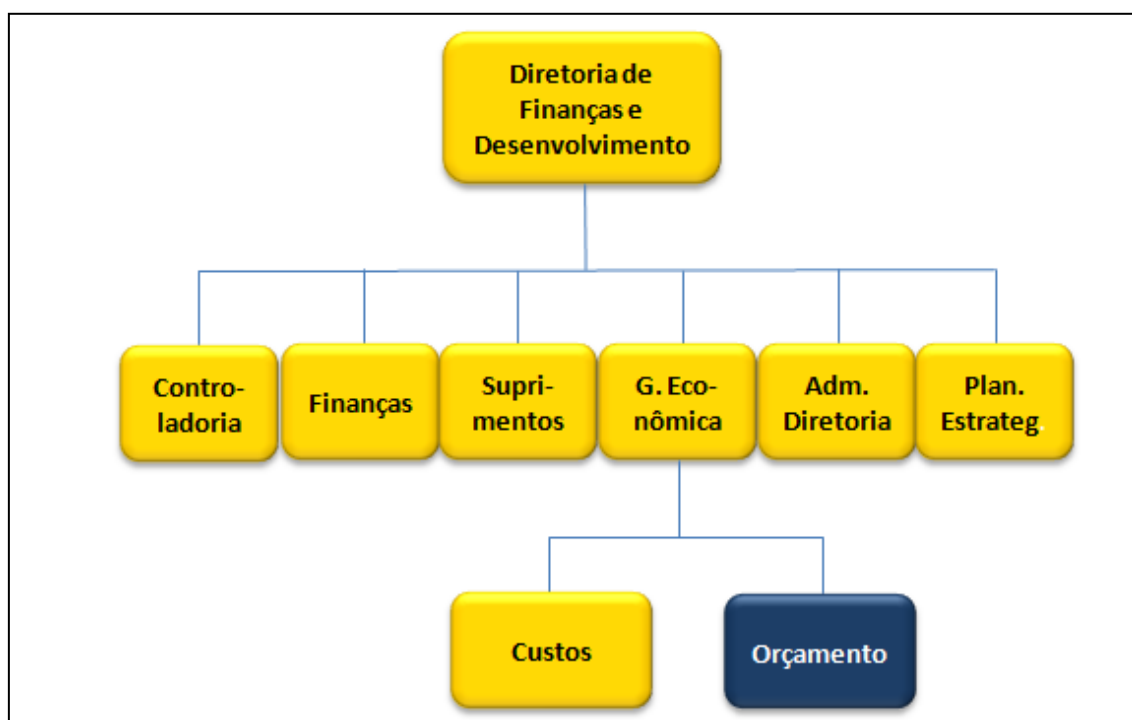 Diretoria de
Finanças e
Desenvolvimento
Contro-
ladoria
Finanças
Supri-
mentos
G. Eco-
nômica
Adm.
Diretoria
Plan.
Estrateg.
Custos
Orçamento